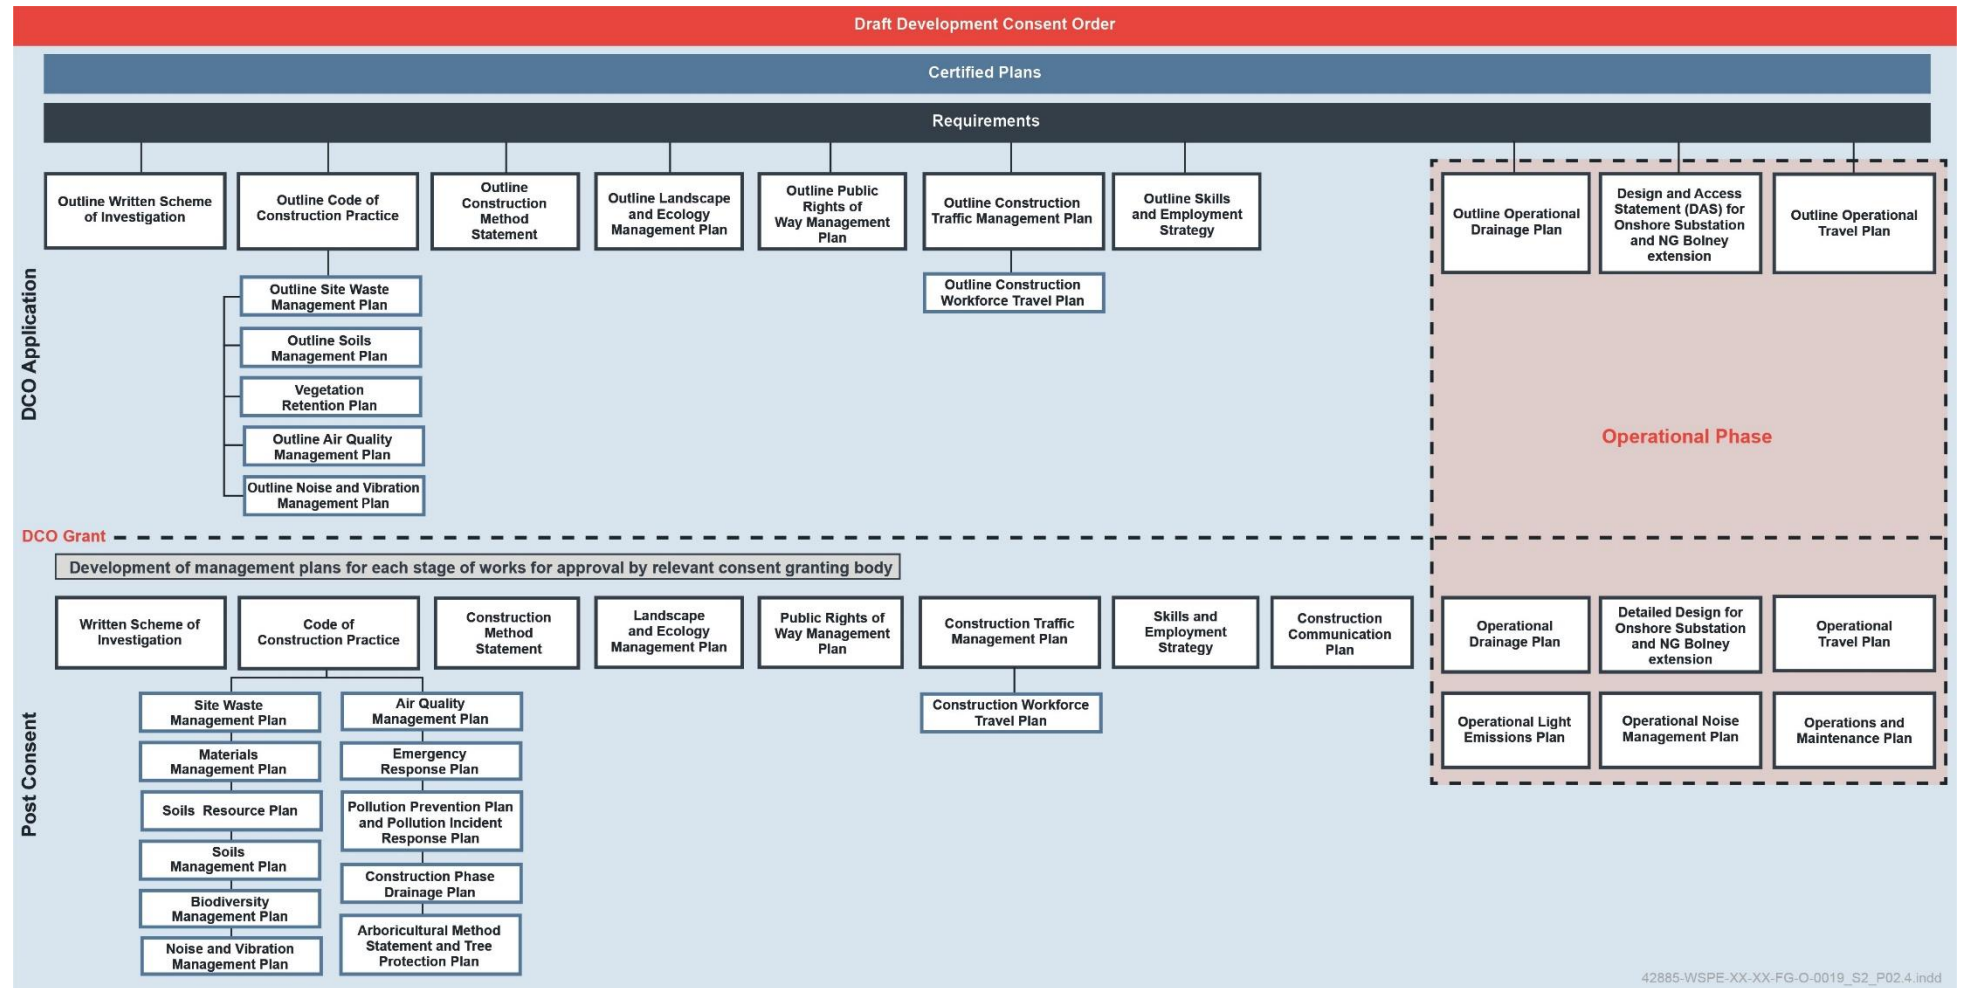 Draft Development Consent Order
Certified Plans
Requirements
DCO Application
Outline Written Scheme
of Investigation
Outline Code of
Construction Practice
Outline
Construction
Method
Statement
Outline Landscape
and Ecology
Management Plan
Outline Public
Rights of
Way Management
Plan
Outline Construction
Traffic Management Plan
Outline Skills
and Employment
Strategy
Outline Operational
Drainage Plan
Design and Access
Statement (DAS) for
Onshore Substation
and NG Bolney
extension
Outline Operational
Travel Plan
Outline Site Waste
Management Plan
Outline Soils
Management Plan
Vegetation
Retention Plan
Outline Air Quality
Management Plan
Outline Noise and Vibration
Management Plan
Outline Construction
Workforce Travel Plan
Operational Phase
DCO Grant
Post Consent
Development of management plans for each stage of works for approval by relevant consent granting body
Written Scheme of
Investigation
Code of
Construction Practice
Construction
Method
Statement
Landscape
and Ecology
Management Plan
Public Rights of
Way Management
Plan
Construction Traffic
Management Plan
Skills and
Employment
Strategy
Construction
Communication
Plan
Operational
Drainage Plan
Detailed Design for
Onshore Substation
and NG Bolney
extension
Operational
Travel Plan
Site Waste
Management Plan
Materials
Management Plan
Soils Resource Plan
Soils
Management Plan
Biodiversity
Management Plan
Noise and Vibration
Management Plan
Air Quality
Management Plan
Emergency
Response Plan
Pollution Prevention Plan
and Pollution Incident
Response Plan
Construction Phase
Drainage Plan
Arboricultural Method
Statement and Tree
Protection Plan
Construction Workforce
Travel Plan
Operational Light
Emissions Plan
Operational Noise
Management Plan
Operations and
Maintenance Plan
42885-WSPE-XX-XX-FG-O-0019_S2_P02.4.indd